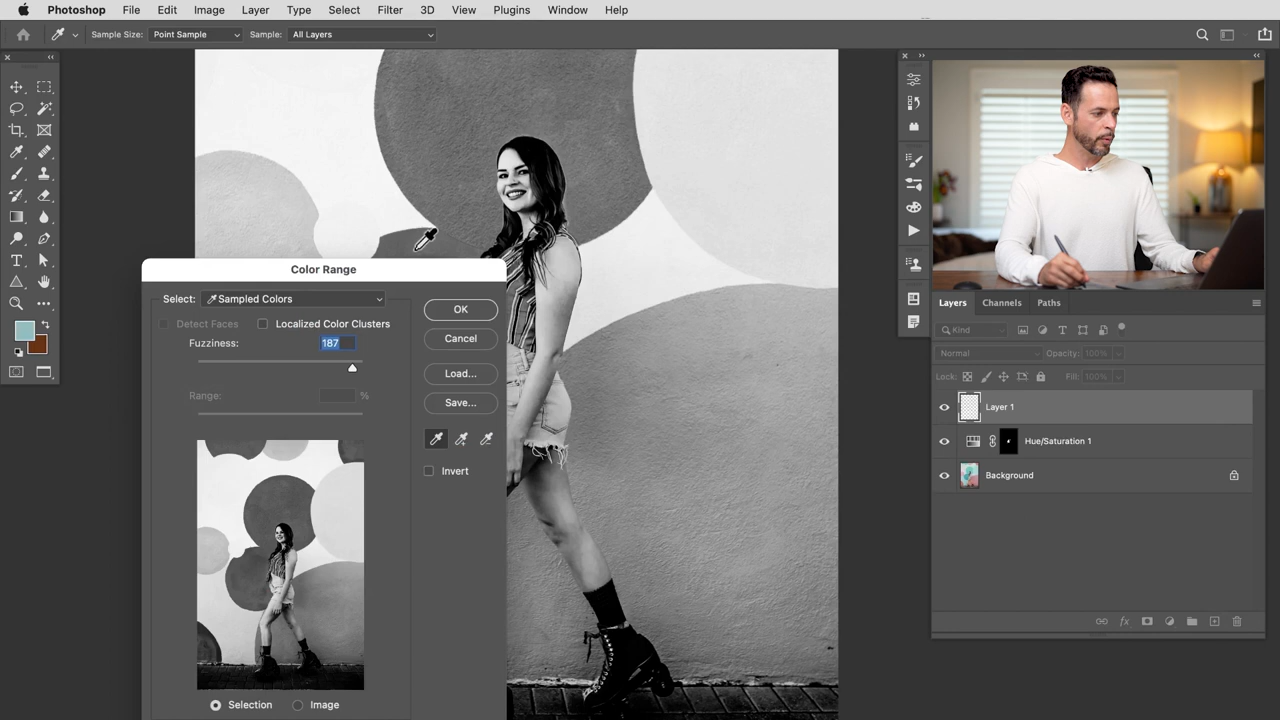 Photoshop File Edit Image Layer Type Select Filter 3D View Plugins Window Help
Sample Size: Point Sample Sample: All Layers
Color Range
Select: Sampled Colors
Detect Faces Localized Color Clusters
Fuzziness: 187
Range: %
OK
Cancel
Load...
Save...
Invert
Selection Image
Layers Channels Paths
Kind
Normal Opacity: 100%
Lock: Fill: 100%
Layer 1
Hue/Saturation 1
Background
fx